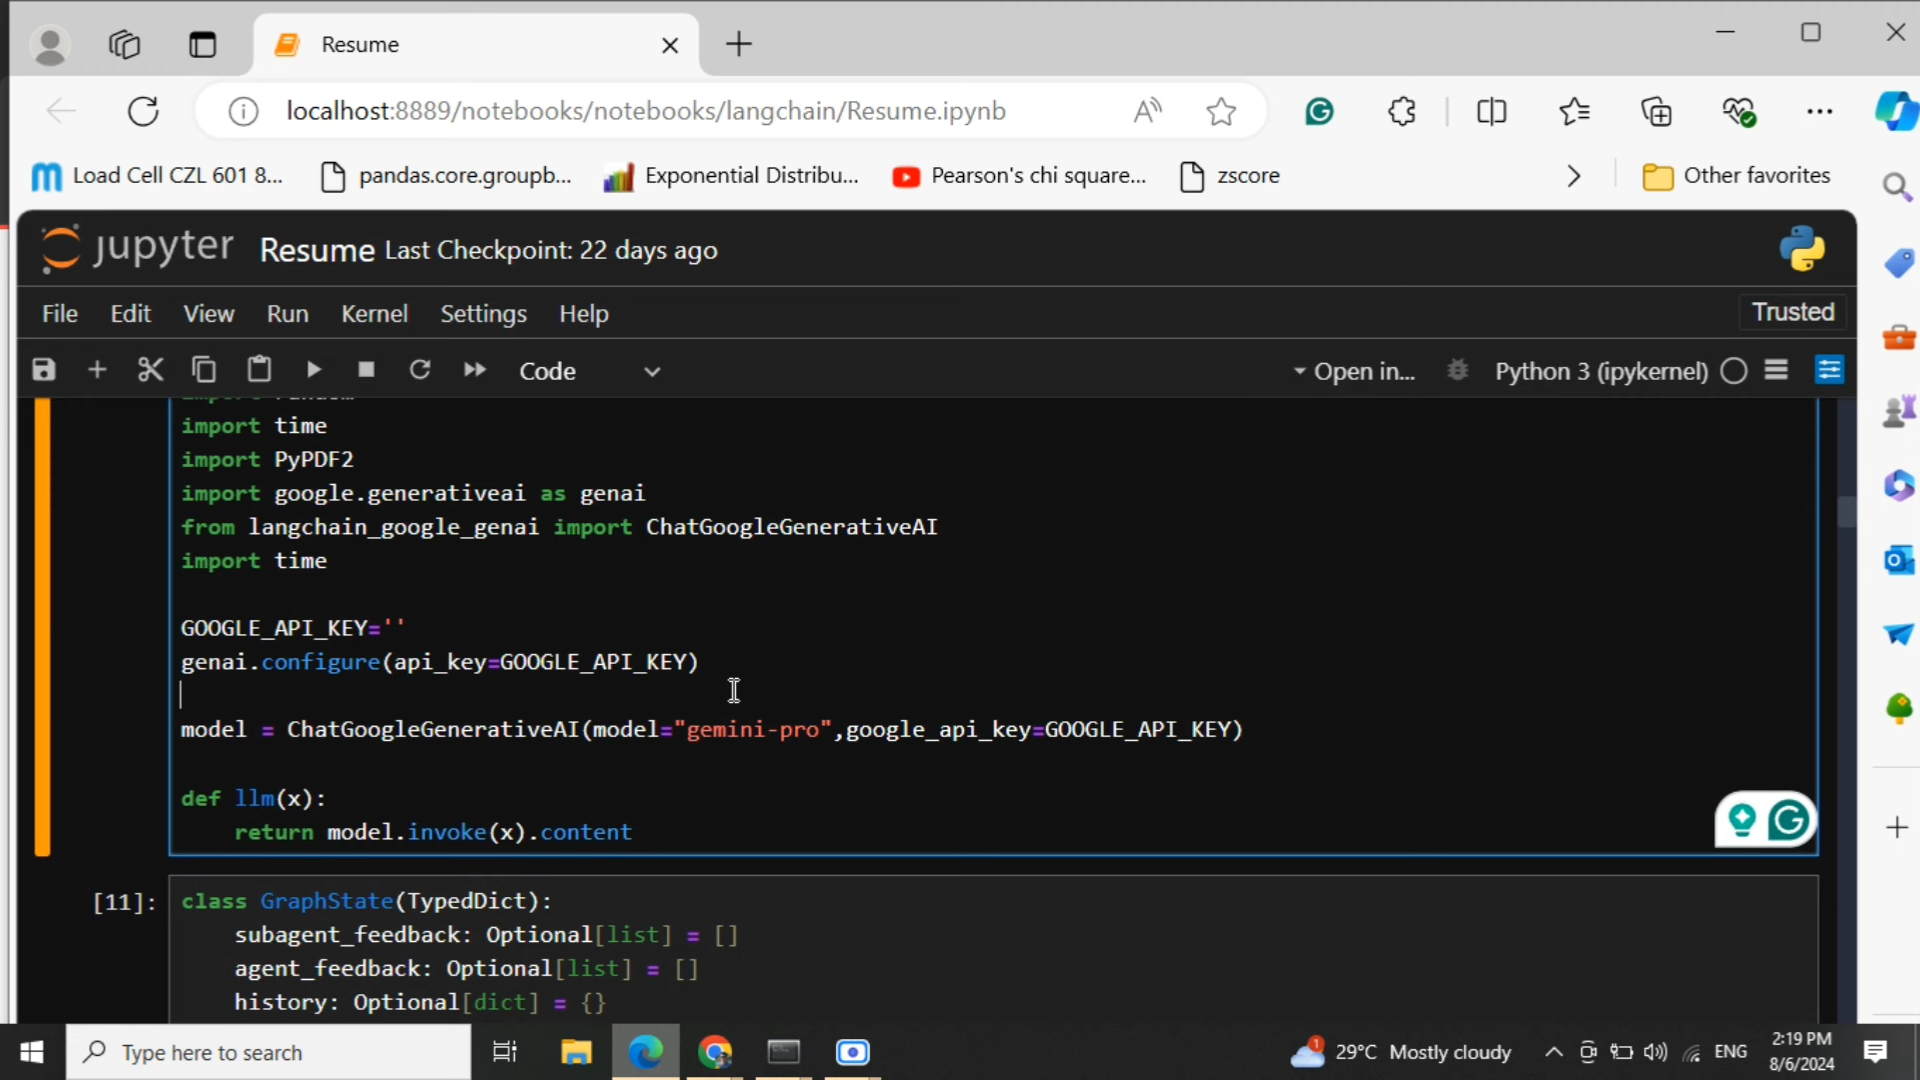 Resume
localhost:8889/notebooks/notebooks/langchain/Resume.ipynb
Load Cell CZL 601 8...
pandas.core.groupb...
Exponential Distribu...
Pearson's chi square...
zscore
Other favorites
jupyter Resume Last Checkpoint: 22 days ago
File Edit View Run Kernel Settings Help
Trusted
Code
Open in...
Python 3 (ipykernel)
import time
import PyPDF2
import google.generativeai as genai
from langchain_google_genai import ChatGoogleGenerativeAI
import time
GOOGLE_API_KEY=''
genai.configure(api_key=GOOGLE_API_KEY)
model = ChatGoogleGenerativeAI(model="gemini-pro",google_api_key=GOOGLE_API_KEY)
def llm(x):
    return model.invoke(x).content
[11]: class GraphState(TypedDict):
    subagent_feedback: Optional[list] = []
    agent_feedback: Optional[list] = []
    history: Optional[dict] = {}
Type here to search
1
29°C Mostly cloudy
ENG
2:19 PM
8/6/2024